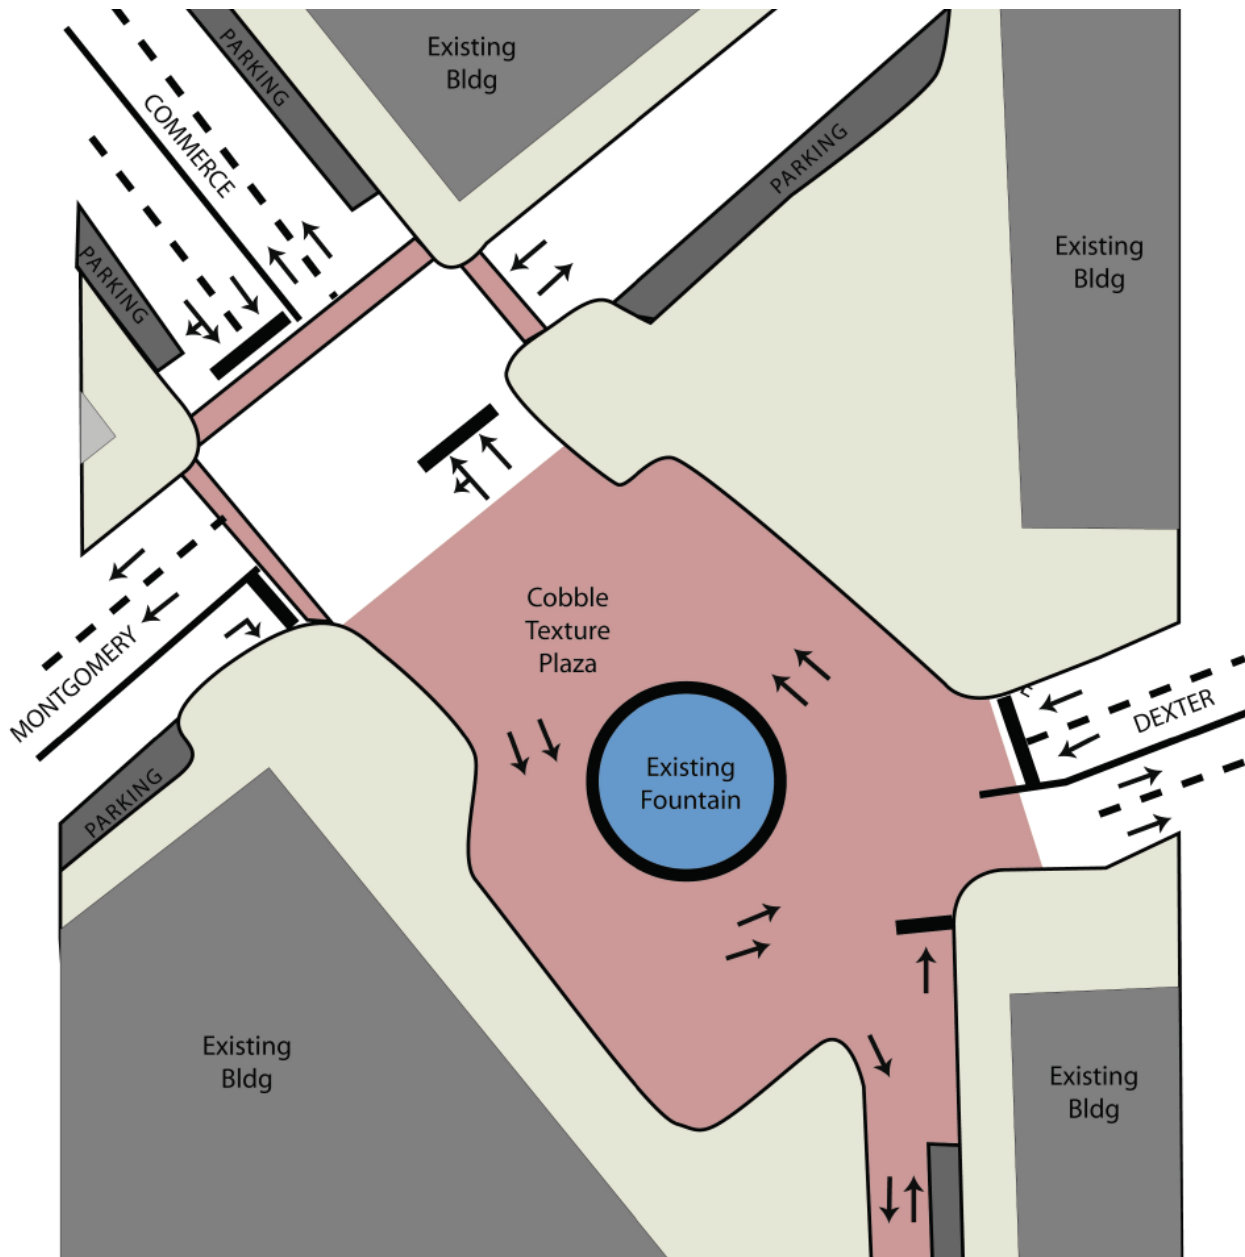 Existing
Bldg
PARKING
COMMERCE
PARKING
PARKING
Existing
Bldg
PARKING
Cobble
Texture
Plaza
MONTGOMERY
DEXTER
Existing
Fountain
PARKING
Existing
Bldg
Existing
Bldg